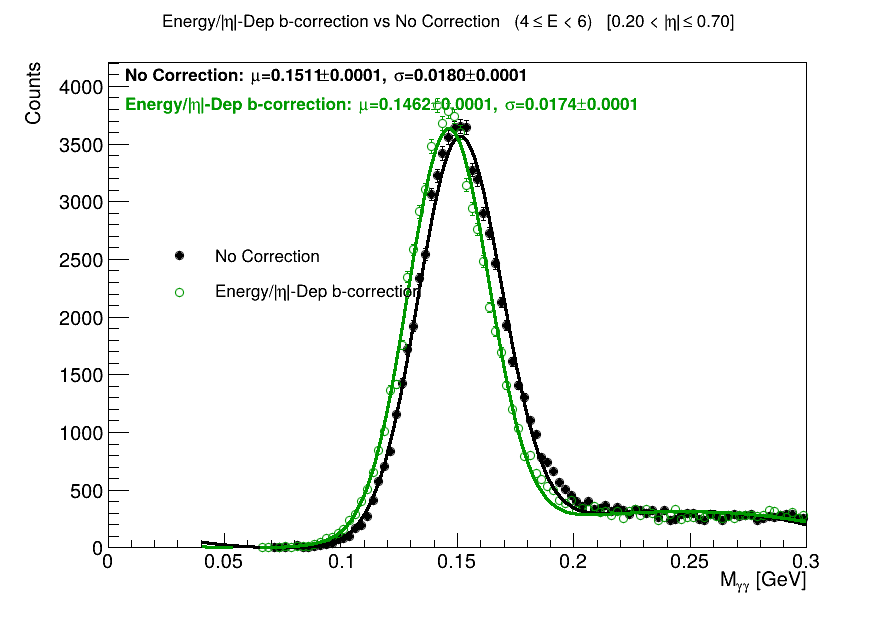 Energy/|η|-Dep b-correction vs No Correction (4 ≤ E < 6) [0.20 < |η| ≤ 0.70]
No Correction: μ=0.1511±0.0001, σ=0.0180±0.0001
Energy/|η|-Dep b-correction: μ=0.1462±0.0001, σ=0.0174±0.0001
Counts
4000
3500
3000
2500
2000
1500
1000
500
0
No Correction
Energy/|η|-Dep b-correction
0 0.05 0.1 0.15 0.2 0.25 0.3
Mγγ [GeV]